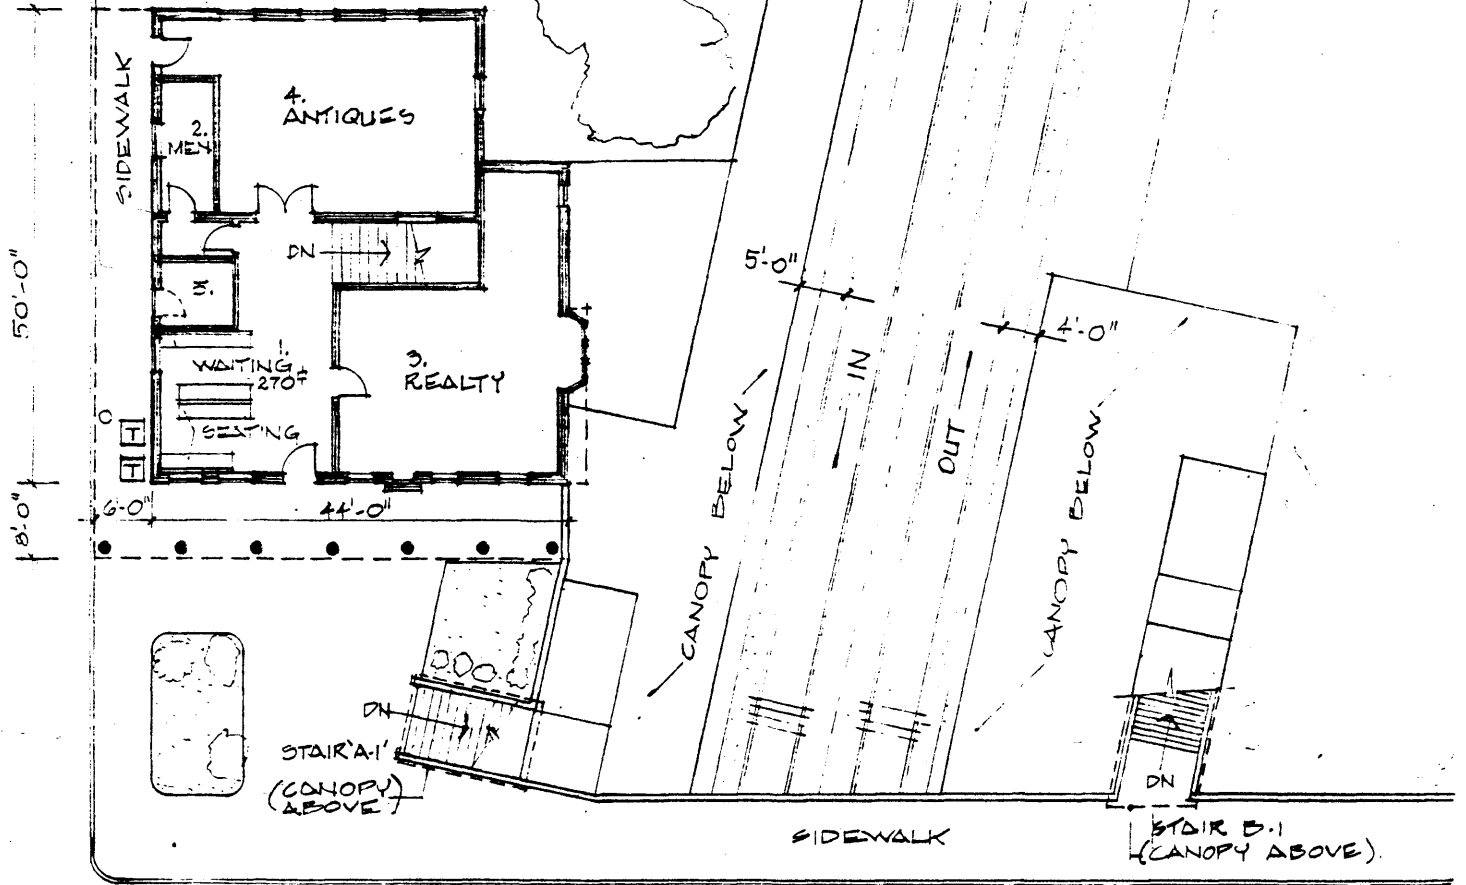 SIDEWALK
4.
ANTIQUES
2.
MEN
DN
5'-0"
50'-0"
4'-0"
1.
WAITING
270
3.
REALTY
IN
OUT
SEATING
T
T
CANOPY BELOW
CANOPY BELOW
6'-0"
44'-0"
8'-0"
DN
STAIR 'A-1'
(CANOPY
ABOVE)
DN
SIDEWALK
STAIR B-1
(CANOPY ABOVE).